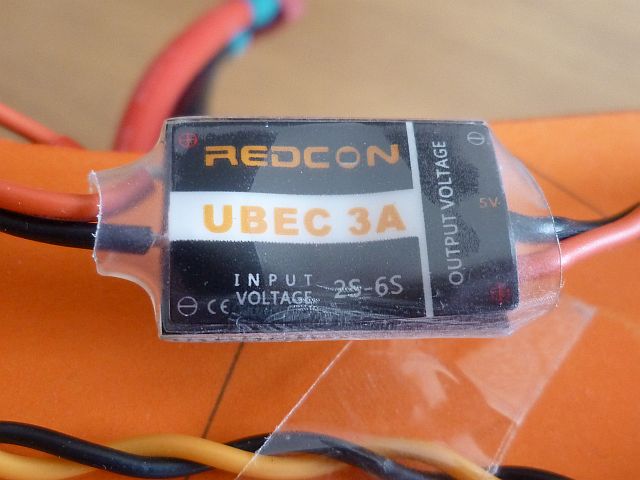 REDCON
UBEC 3A
INPUT
VOLTAGE 2S-6S
CE
OUTPUT VOLTAGE
5V